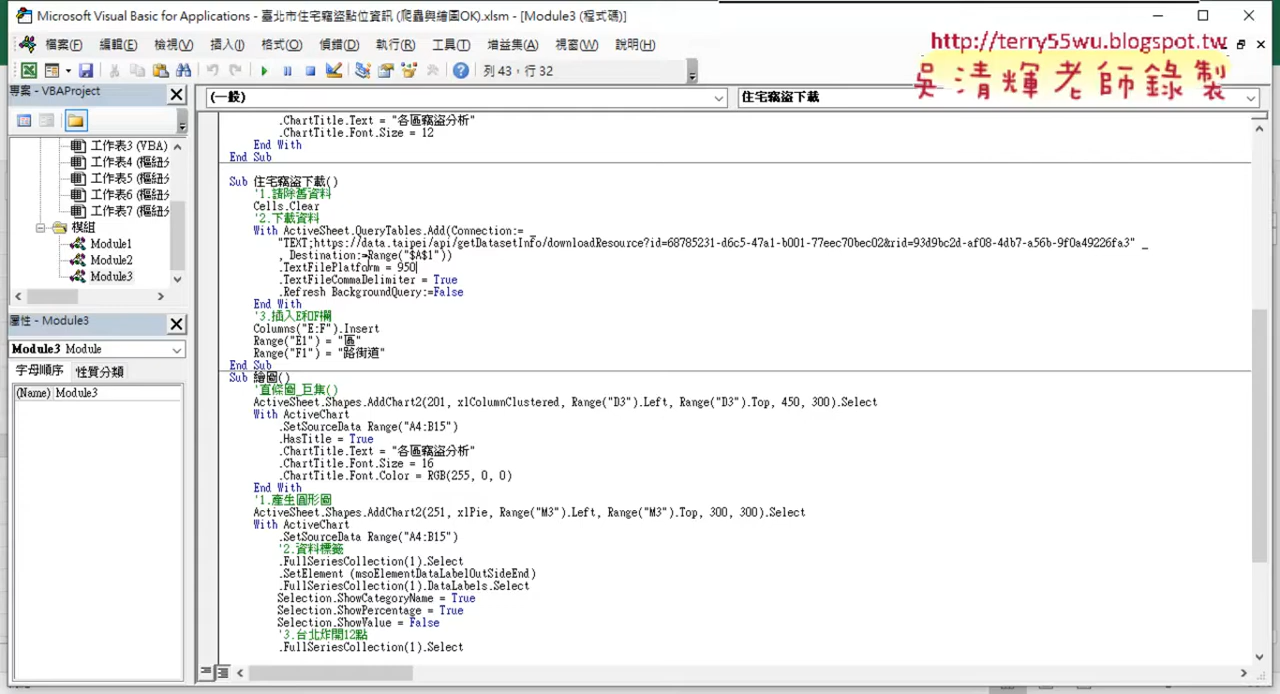 Microsoft Visual Basic for Applications - 臺北市住宅竊盜點位資訊 (爬蟲與繪圖OK).xlsm - [Module3 (程式碼)]
檔案(F) 編輯(E) 檢視(V) 插入(I) 格式(O) 偵錯(D) 執行(R) 工具(T) 增益集(A) 視窗(W) 說明(H)
http://terry55wu.blogspot.tw
吳清輝老師錄製
列 43，行 32
專案 - VBAProject
(一般)
住宅竊盜下載
工作表3 (VBA)
工作表4 (樞紐分
工作表5 (樞紐分
工作表6 (樞紐分
工作表7 (樞紐分
模組
Module1
Module2
Module3
屬性 - Module3
Module3 Module
字母順序 性質分類
(Name) Module3
.ChartTitle.Text = "各區竊盜分析"
.ChartTitle.Font.Size = 12
End With
End Sub
Sub 住宅竊盜下載()
'1.請除舊資料
Cells.Clear
'2.下載資料
With ActiveSheet.QueryTables.Add(Connection:=
"TEXT;https://data.taipei/api/getDatasetInfo/downloadResource?id=68785231-d6c5-47a1-b001-77eec70bec02&rid=93d9bc2d-af08-4db7-a56b-9f0a49226fa3" _
, Destination:=Range("$A$1"))
.TextFilePlatform = 950
.TextFileCommaDelimiter = True
.Refresh BackgroundQuery:=False
End With
'3.插入E和F欄
Columns("E:F").Insert
Range("E1") = "區"
Range("F1") = "路街道"
End Sub
Sub 繪圖()
'直條圖_巨集()
ActiveSheet.Shapes.AddChart2(201, xlColumnClustered, Range("D3").Left, Range("D3").Top, 450, 300).Select
With ActiveChart
.SetSourceData Range("A4:B15")
.HasTitle = True
.ChartTitle.Text = "各區竊盜分析"
.ChartTitle.Font.Size = 16
.ChartTitle.Font.Color = RGB(255, 0, 0)
End With
'1.產生圓形圖
ActiveSheet.Shapes.AddChart2(251, xlPie, Range("M3").Left, Range("M3").Top, 300, 300).Select
With ActiveChart
.SetSourceData Range("A4:B15")
'2.資料標籤
.FullSeriesCollection(1).Select
.SetElement (msoElementDataLabelOutSideEnd)
.FullSeriesCollection(1).DataLabels.Select
Selection.ShowCategoryName = True
Selection.ShowPercentage = True
Selection.ShowValue = False
'3.台北炸開12點
.FullSeriesCollection(1).Select